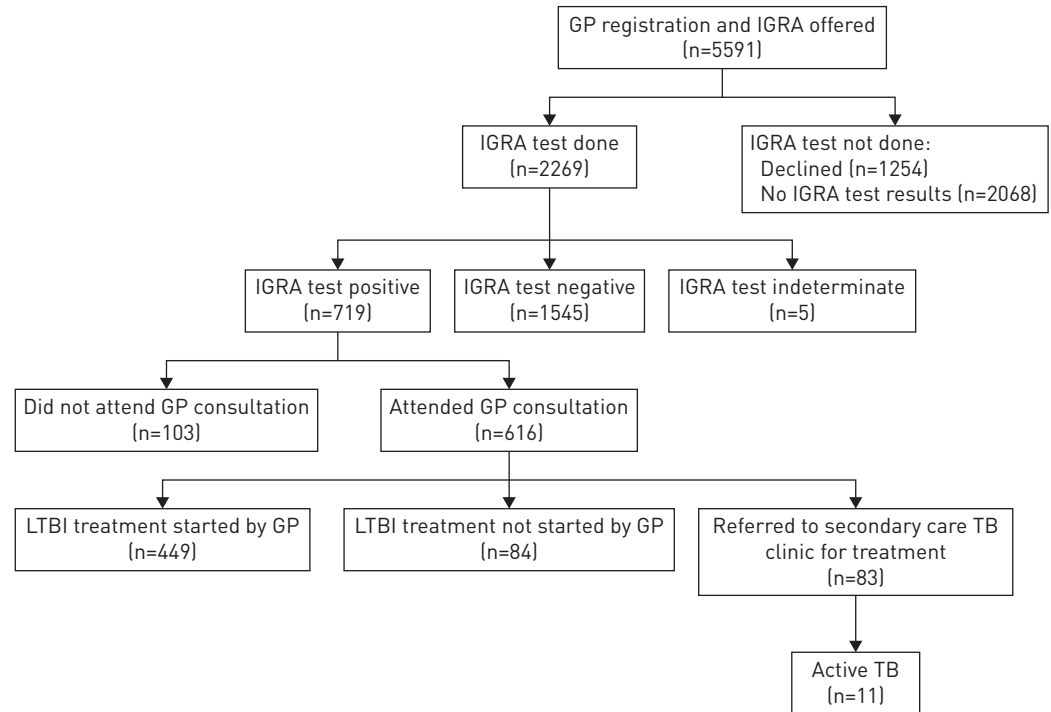 GP registration and IGRA offered
(n=5591)
IGRA test done
(n=2269)
IGRA test not done:
Declined (n=1254)
No IGRA test results (n=2068)
IGRA test positive
(n=719)
IGRA test negative
(n=1545)
IGRA test indeterminate
(n=5)
Did not attend GP consultation
(n=103)
Attended GP consultation
(n=616)
LTBI treatment started by GP
(n=449)
LTBI treatment not started by GP
(n=84)
Referred to secondary care TB
clinic for treatment
(n=83)
Active TB
(n=11)